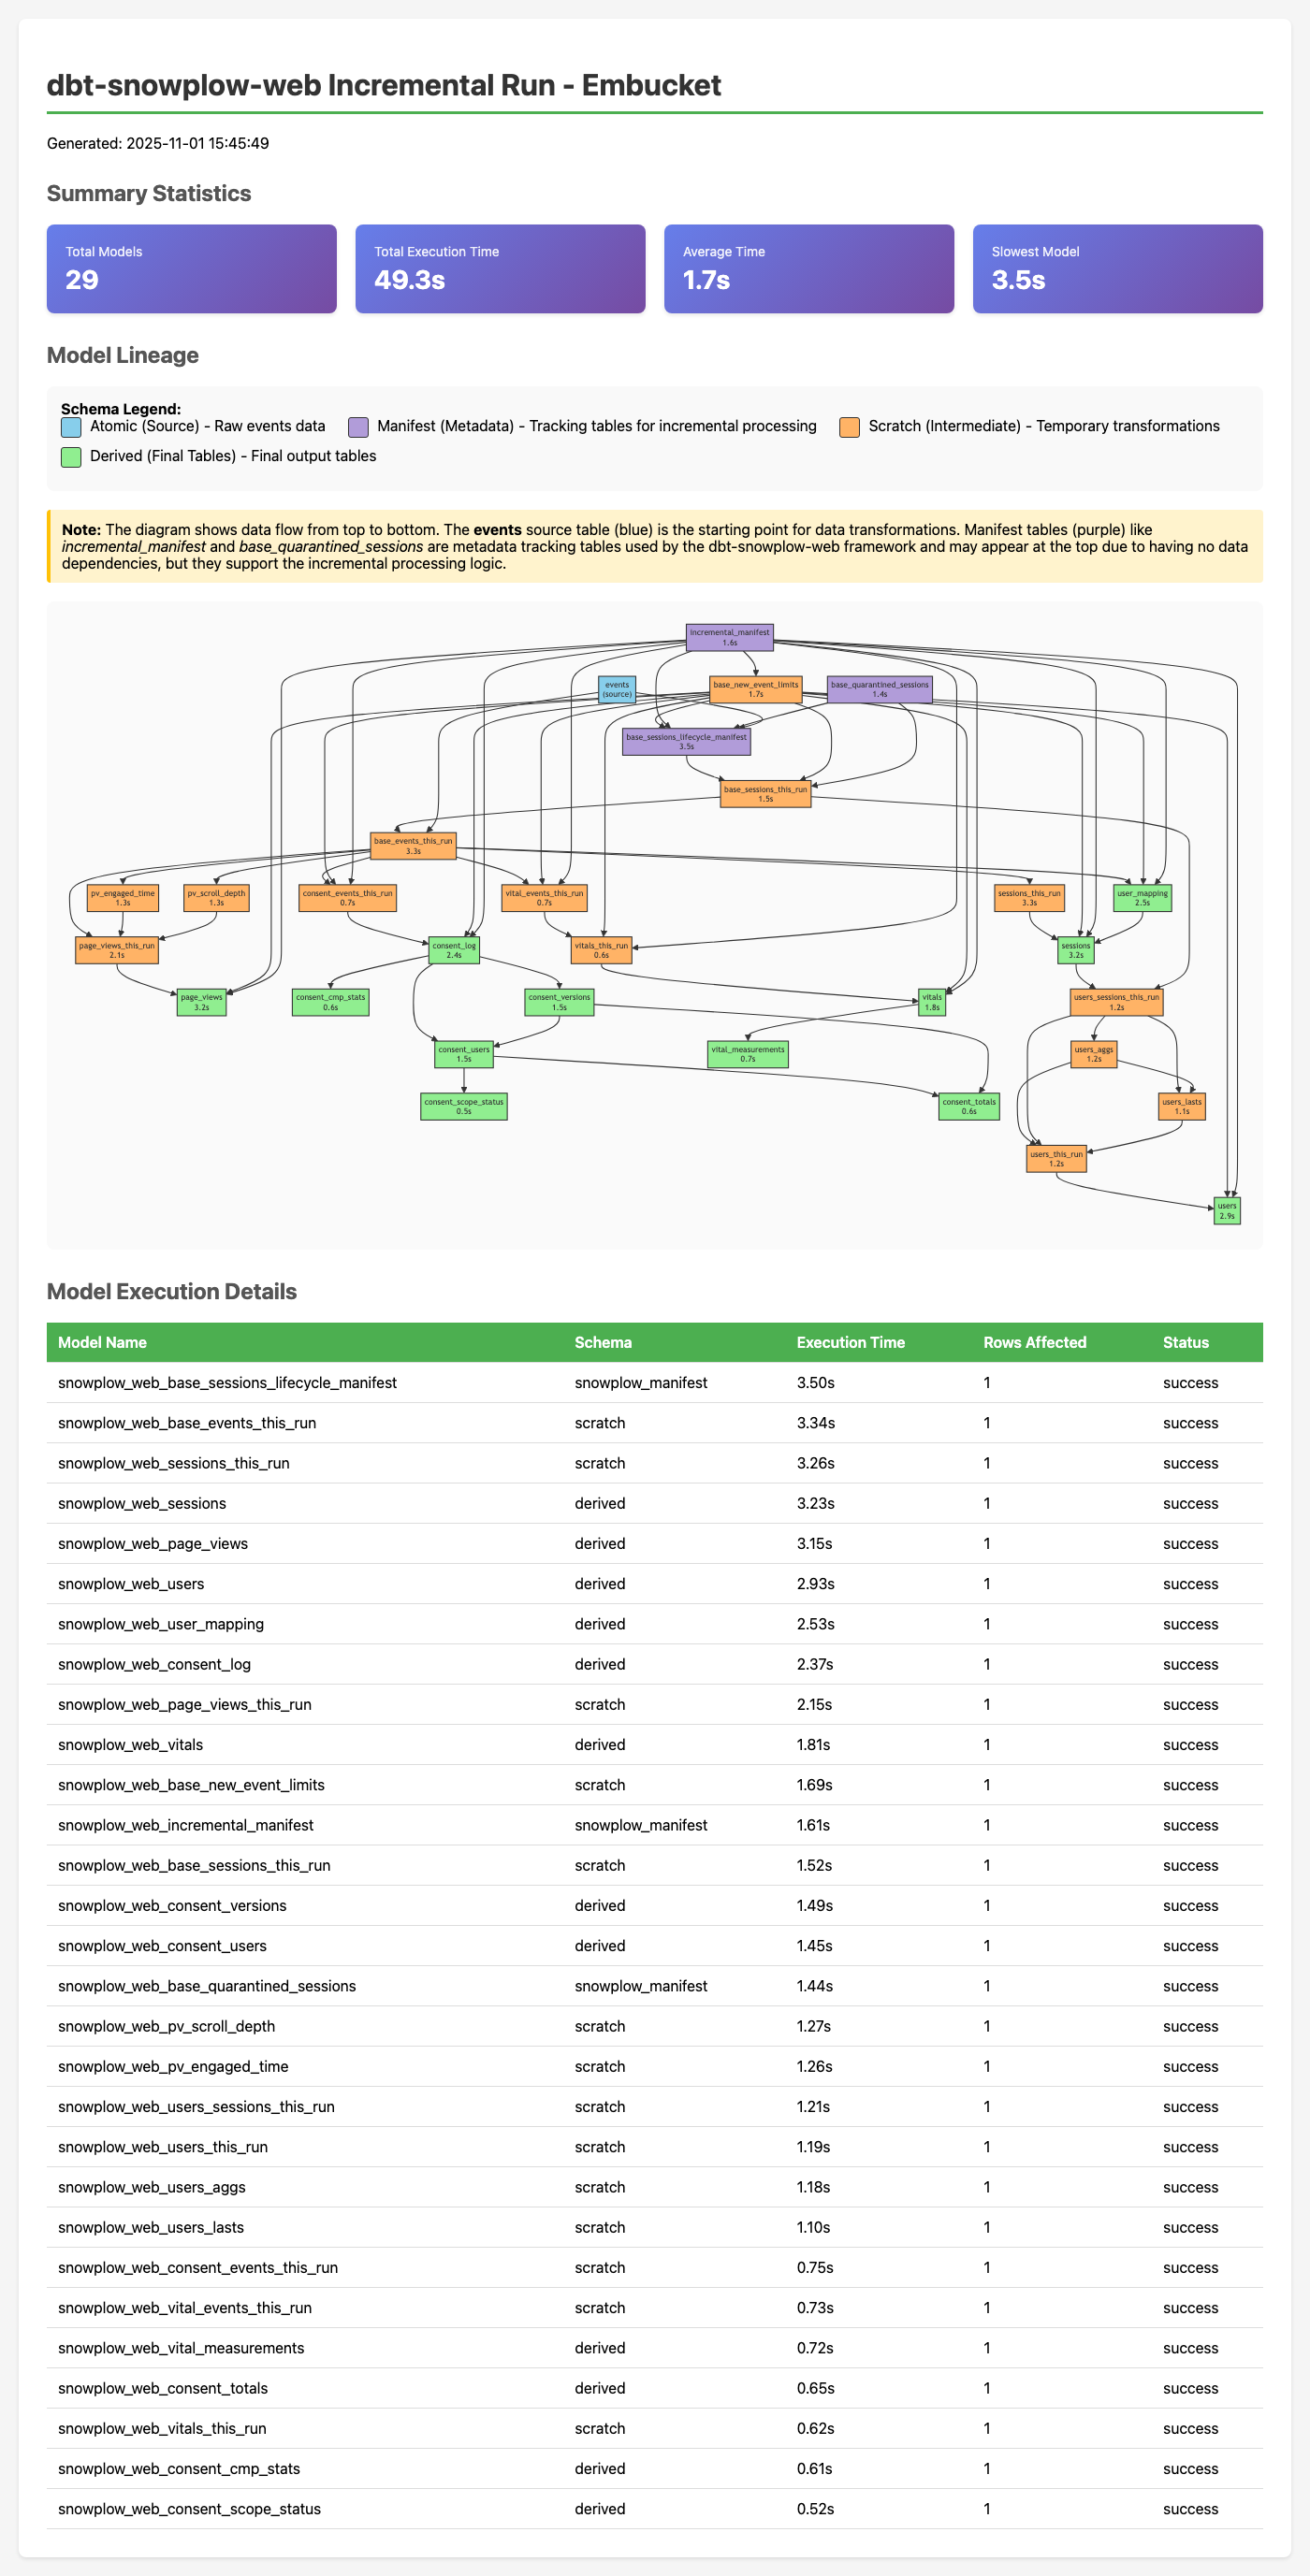 dbt-snowplow-web Incremental Run - Embucket
Generated: 2025-11-01 15:45:49
Summary Statistics
Total Models
29
Total Execution Time
49.3s
Average Time
1.7s
Slowest Model
3.5s
Model Lineage
Schema Legend:
Atomic (Source) - Raw events data
Manifest (Metadata) - Tracking tables for incremental processing
Scratch (Intermediate) - Temporary transformations
Derived (Final Tables) - Final output tables
Note: The diagram shows data flow from top to bottom. The events source table (blue) is the starting point for data transformations. Manifest tables (purple) like
incremental_manifest and base_quarantined_sessions are metadata tracking tables used by the dbt-snowplow-web framework and may appear at the top due to having no data
dependencies, but they support the incremental processing logic.
incremental_manifest
1.6s
events
(source)
base_new_event_limits
1.7s
base_quarantined_sessions
1.4s
base_sessions_lifecycle_manifest
3.5s
base_sessions_this_run
1.5s
base_events_this_run
3.3s
pv_engaged_time
1.3s
pv_scroll_depth
1.3s
consent_events_this_run
0.7s
vital_events_this_run
0.7s
sessions_this_run
3.3s
user_mapping
2.5s
page_views_this_run
2.1s
consent_log
2.4s
vitals_this_run
0.6s
sessions
3.2s
page_views
3.2s
consent_cmp_stats
0.6s
consent_versions
1.5s
vitals
1.8s
users_sessions_this_run
1.2s
consent_users
1.5s
vital_measurements
0.7s
users_aggs
1.2s
consent_scope_status
0.5s
consent_totals
0.6s
users_lasts
1.1s
users_this_run
1.2s
users
2.9s
Model Execution Details
Model Name Schema Execution Time Rows Affected Status
snowplow_web_base_sessions_lifecycle_manifest snowplow_manifest 3.50s 1 success
snowplow_web_base_events_this_run scratch 3.34s 1 success
snowplow_web_sessions_this_run scratch 3.26s 1 success
snowplow_web_sessions derived 3.23s 1 success
snowplow_web_page_views derived 3.15s 1 success
snowplow_web_users derived 2.93s 1 success
snowplow_web_user_mapping derived 2.53s 1 success
snowplow_web_consent_log derived 2.37s 1 success
snowplow_web_page_views_this_run scratch 2.15s 1 success
snowplow_web_vitals derived 1.81s 1 success
snowplow_web_base_new_event_limits scratch 1.69s 1 success
snowplow_web_incremental_manifest snowplow_manifest 1.61s 1 success
snowplow_web_base_sessions_this_run scratch 1.52s 1 success
snowplow_web_consent_versions derived 1.49s 1 success
snowplow_web_consent_users derived 1.45s 1 success
snowplow_web_base_quarantined_sessions snowplow_manifest 1.44s 1 success
snowplow_web_pv_scroll_depth scratch 1.27s 1 success
snowplow_web_pv_engaged_time scratch 1.26s 1 success
snowplow_web_users_sessions_this_run scratch 1.21s 1 success
snowplow_web_users_this_run scratch 1.19s 1 success
snowplow_web_users_aggs scratch 1.18s 1 success
snowplow_web_users_lasts scratch 1.10s 1 success
snowplow_web_consent_events_this_run scratch 0.75s 1 success
snowplow_web_vital_events_this_run scratch 0.73s 1 success
snowplow_web_vital_measurements derived 0.72s 1 success
snowplow_web_consent_totals derived 0.65s 1 success
snowplow_web_vitals_this_run scratch 0.62s 1 success
snowplow_web_consent_cmp_stats derived 0.61s 1 success
snowplow_web_consent_scope_status derived 0.52s 1 success